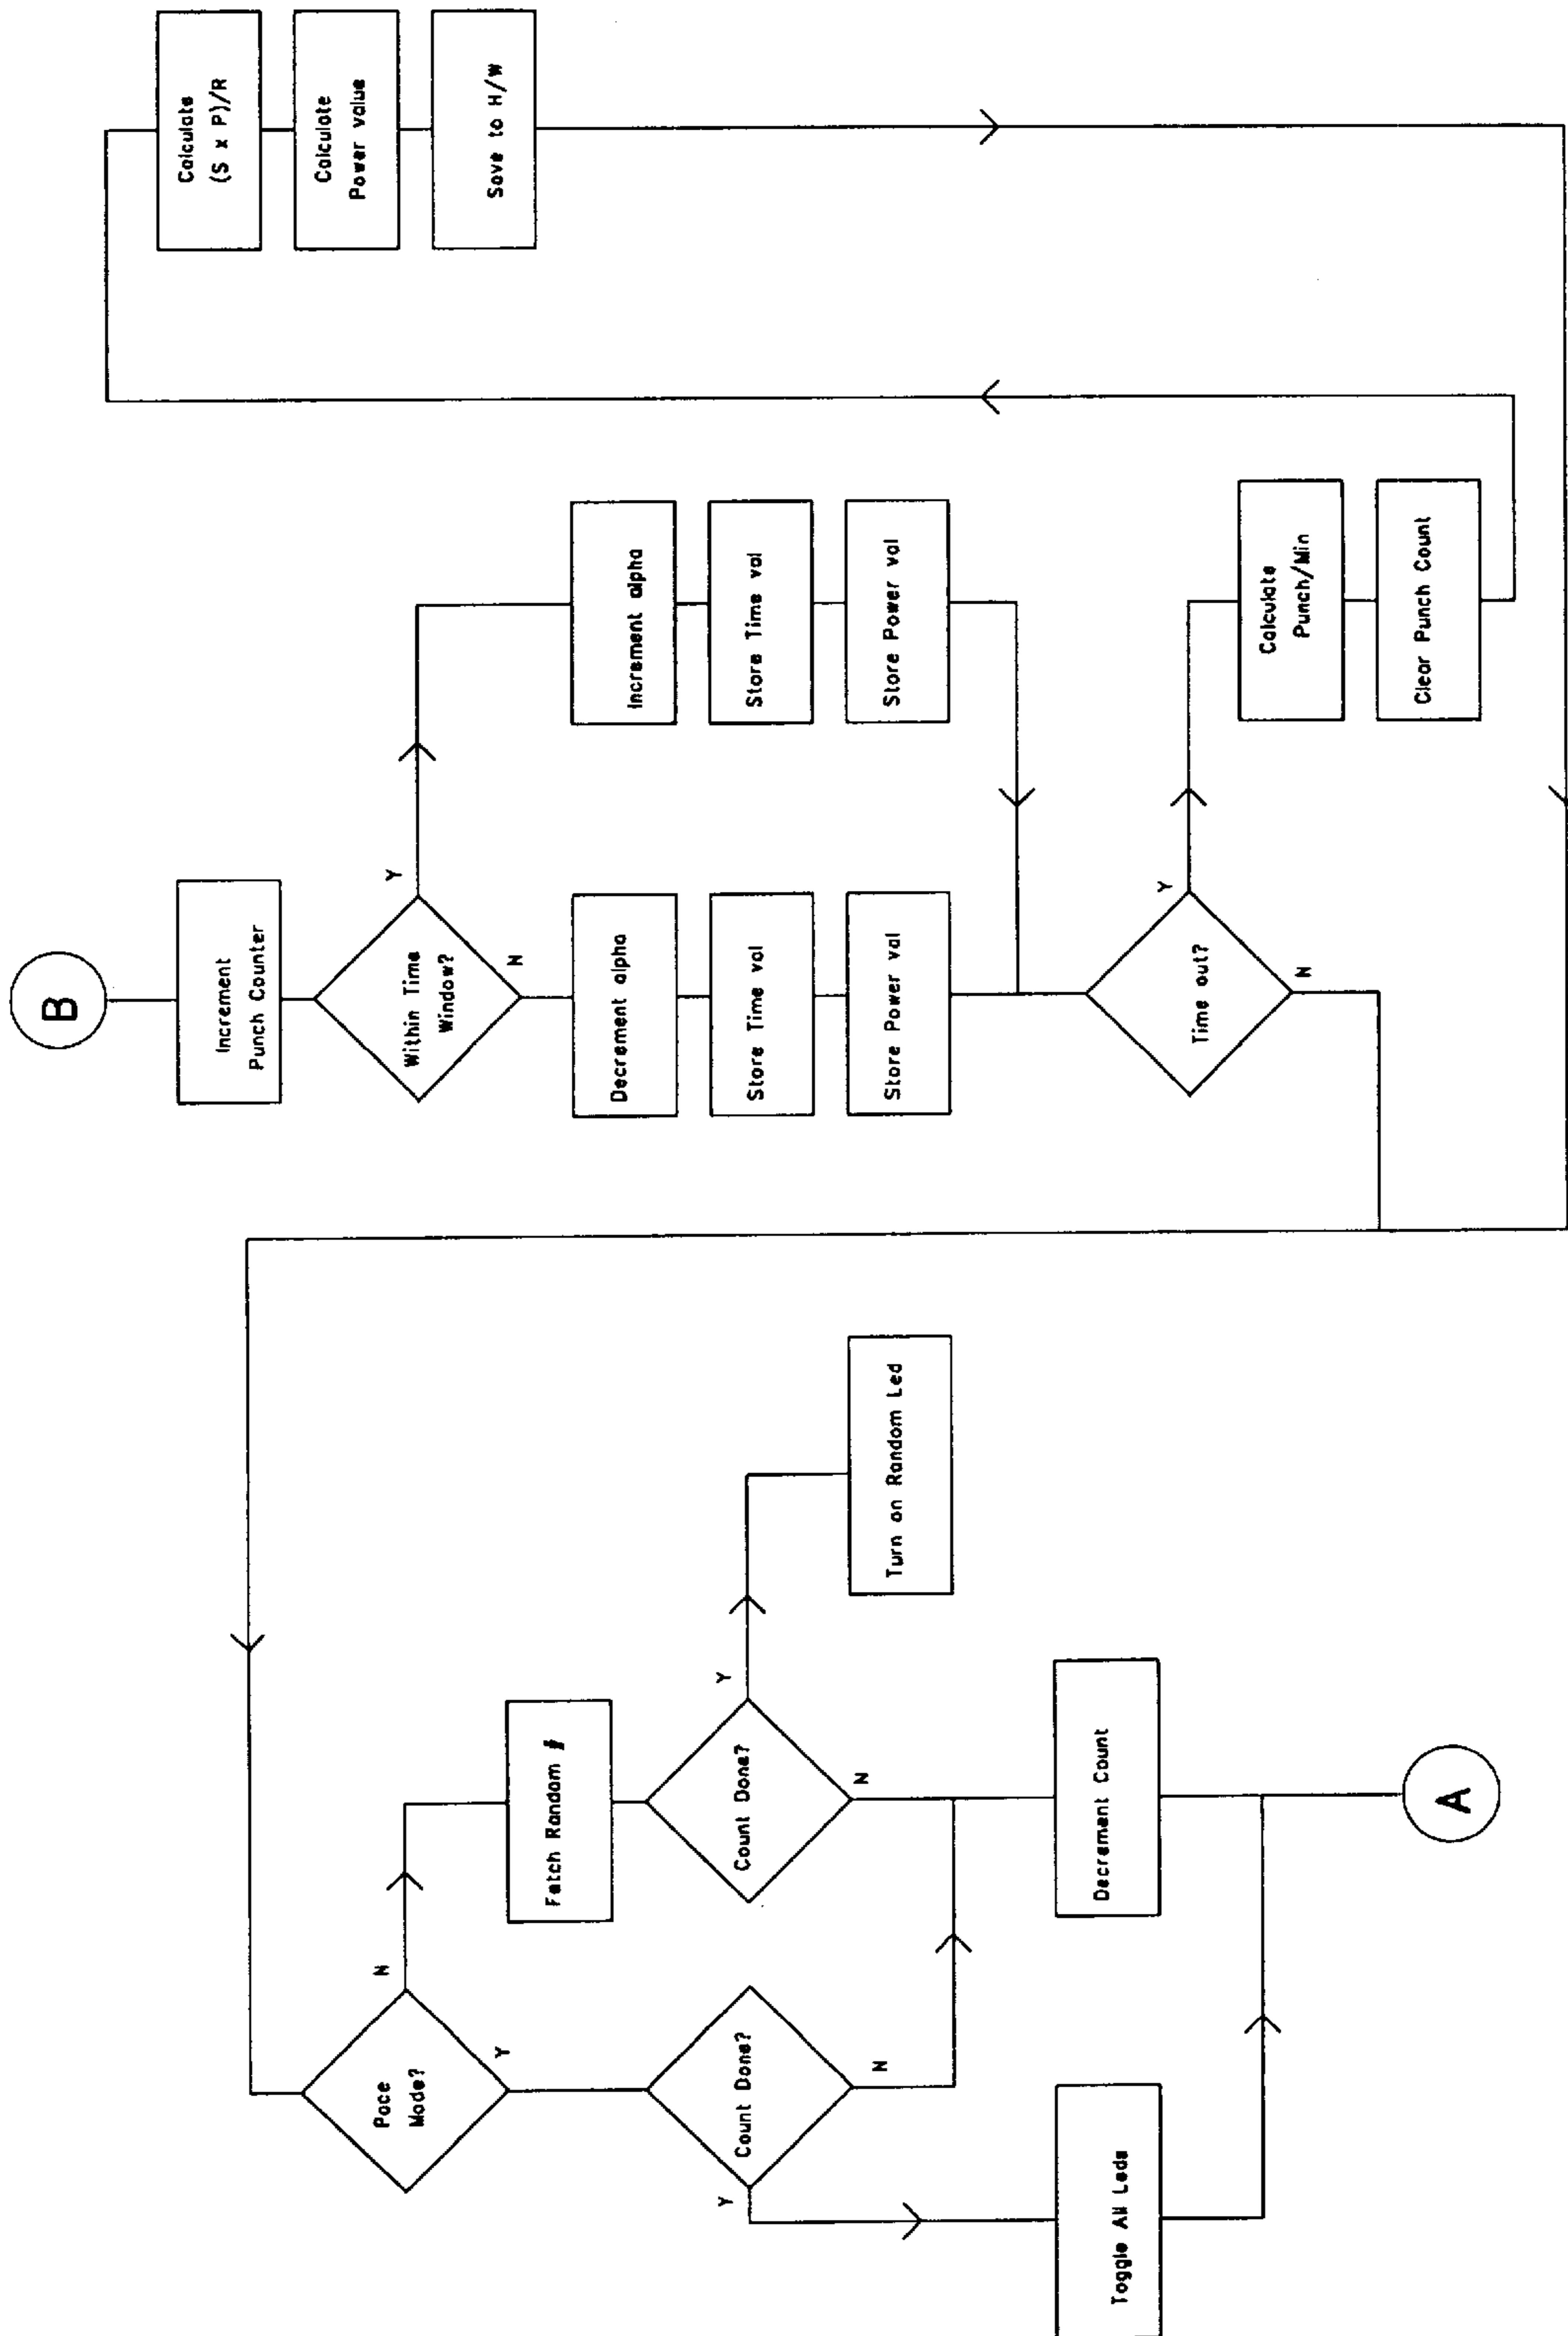 B
Increment
Punch Counter
Within Time
Window?
Y
N
Decrement alpha
Store Time val
Store Power val
Increment alpha
Store Time val
Store Power val
Time out?
Y
N
Calculate
Punch/Min
Clear Punch Count
Calculate
(S x P)/R
Calculate
Power value
Save to H/W
Pace
Mode?
N
Y
Fetch Random #
Count Done?
Y
N
Turn on Random Led
Count Done?
Y
N
Toggle All Leds
Decrement Count
A